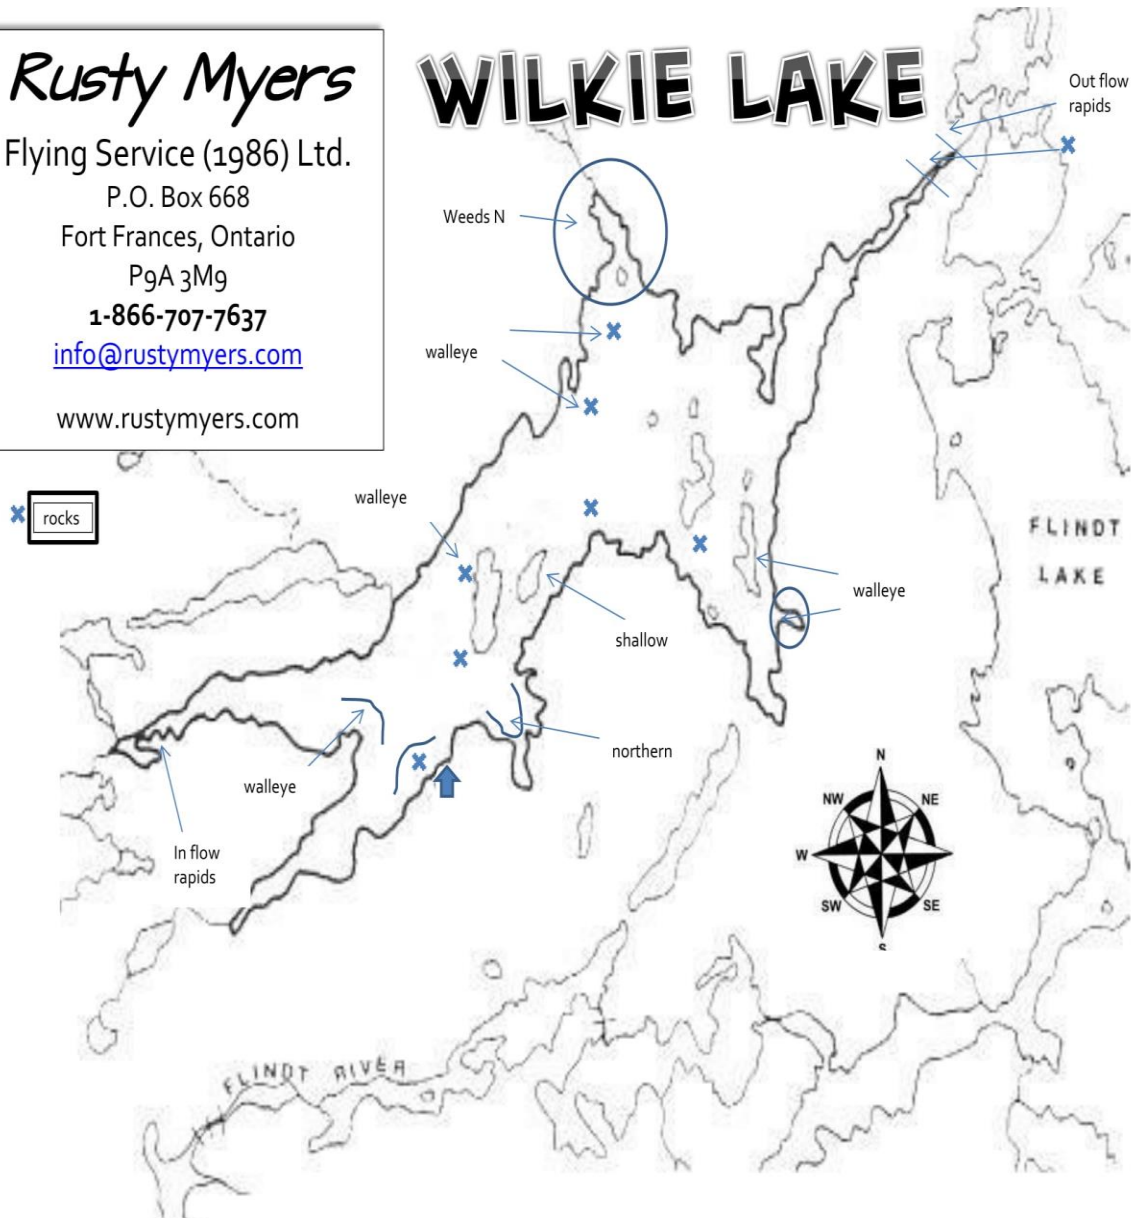 Rusty Myers
Flying Service (1986) Ltd.
P.O. Box 668
Fort Frances, Ontario
P9A 3M9
1-866-707-7637
info@rustymyers.com
www.rustymyers.com
WILKIE LAKE
Out flow
rapids
Weeds N
walleye
walleye
rocks
FLINDT
LAKE
walleye
shallow
northern
walleye
In flow
rapids
N
NW
NE
W
SW
SE
S
FLINDT RIVER